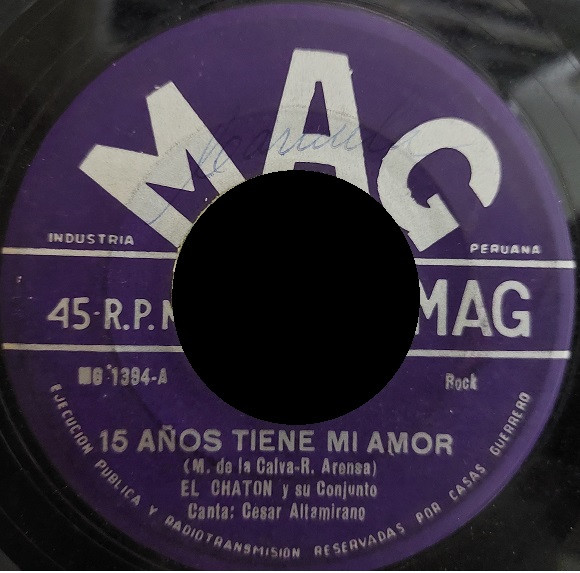 MAG
INDUSTRIA PERUANA
45-R.P.M MAG
1394-A Rock
15 AÑOS TIENE MI AMOR
(M. de la Calva-R. Arensa)
EL CHATON y su Conjunto
Canta: Cesar Altamirano
EJECUCION PUBLICA Y RADIOTRANSMISION RESERVADAS POR CASAS GUERRERO